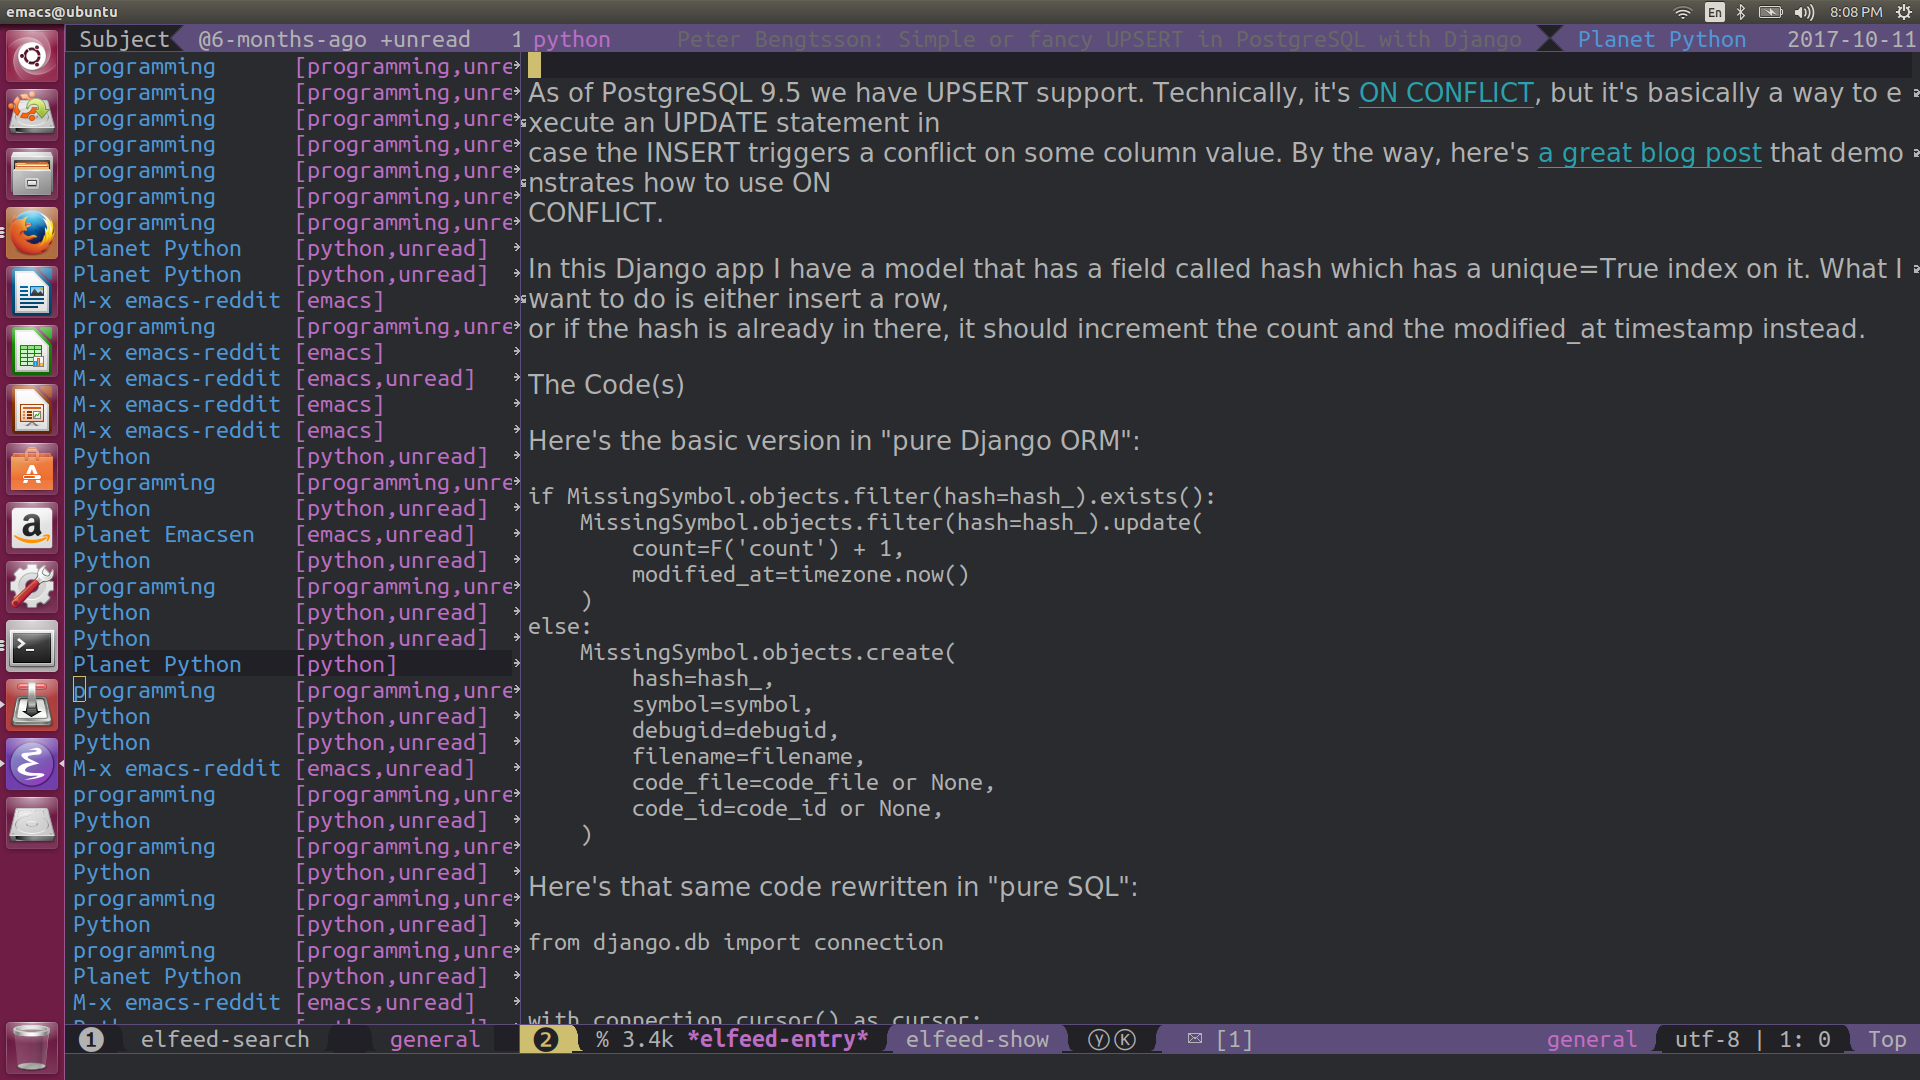 emacs@ubuntu
En
8:08 PM
Subject @6-months-ago +unread 1
programming [programming,unre
programming [programming,unre
programming [programming,unre
programming [programming,unre
programming [programming,unre
programming [programming,unre
programming [programming,unre
Planet Python [python,unread]
Planet Python [python,unread]
M-x emacs-reddit [emacs]
programming [programming,unre
M-x emacs-reddit [emacs]
M-x emacs-reddit [emacs,unread]
M-x emacs-reddit [emacs]
M-x emacs-reddit [emacs]
Python [python,unread]
programming [programming,unre
Python [python,unread]
Planet Emacsen [emacs,unread]
Python [python,unread]
programming [programming,unre
Python [python,unread]
Python [python,unread]
Planet Python [python]
programming [programming,unre
Python [python,unread]
Python [python,unread]
M-x emacs-reddit [emacs,unread]
programming [programming,unre
Python [python,unread]
programming [programming,unre
Python [python,unread]
programming [programming,unre
Python [python,unread]
programming [programming,unre
Planet Python [python,unread]
M-x emacs-reddit [emacs,unread]
python Peter Bengtsson: Simple or fancy UPSERT in PostgreSQL with Django Planet Python 2017-10-11
As of PostgreSQL 9.5 we have UPSERT support. Technically, it's ON CONFLICT, but it's basically a way to e
xecute an UPDATE statement in
case the INSERT triggers a conflict on some column value. By the way, here's a great blog post that demo
nstrates how to use ON
CONFLICT.
In this Django app I have a model that has a field called hash which has a unique=True index on it. What I
want to do is either insert a row,
or if the hash is already in there, it should increment the count and the modified_at timestamp instead.
The Code(s)
Here's the basic version in "pure Django ORM":
if MissingSymbol.objects.filter(hash=hash_).exists():
    MissingSymbol.objects.filter(hash=hash_).update(
        count=F('count') + 1,
        modified_at=timezone.now()
    )
else:
    MissingSymbol.objects.create(
        hash=hash_,
        symbol=symbol,
        debugid=debugid,
        filename=filename,
        code_file=code_file or None,
        code_id=code_id or None,
    )
Here's that same code rewritten in "pure SQL":
from django.db import connection
with connection.cursor() as cursor:
1 elfeed-search general
2 % 3.4k *elfeed-entry* elfeed-show ⓨⓀ ✉ [1] general utf-8 | 1: 0 Top